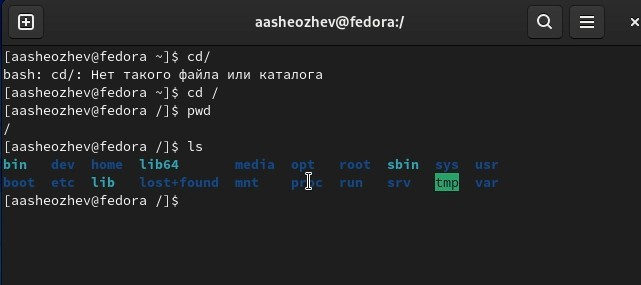 aasheozhev@fedora:/
[aasheozhev@fedora ~]$ cd/
bash: cd/: Нет такого файла или каталога
[aasheozhev@fedora ~]$ cd /
[aasheozhev@fedora /]$ pwd
/
[aasheozhev@fedora /]$ ls
bin dev home lib64 media opt root sbin sys usr
boot etc lib lost+found mnt proc run srv tmp var
[aasheozhev@fedora /]$